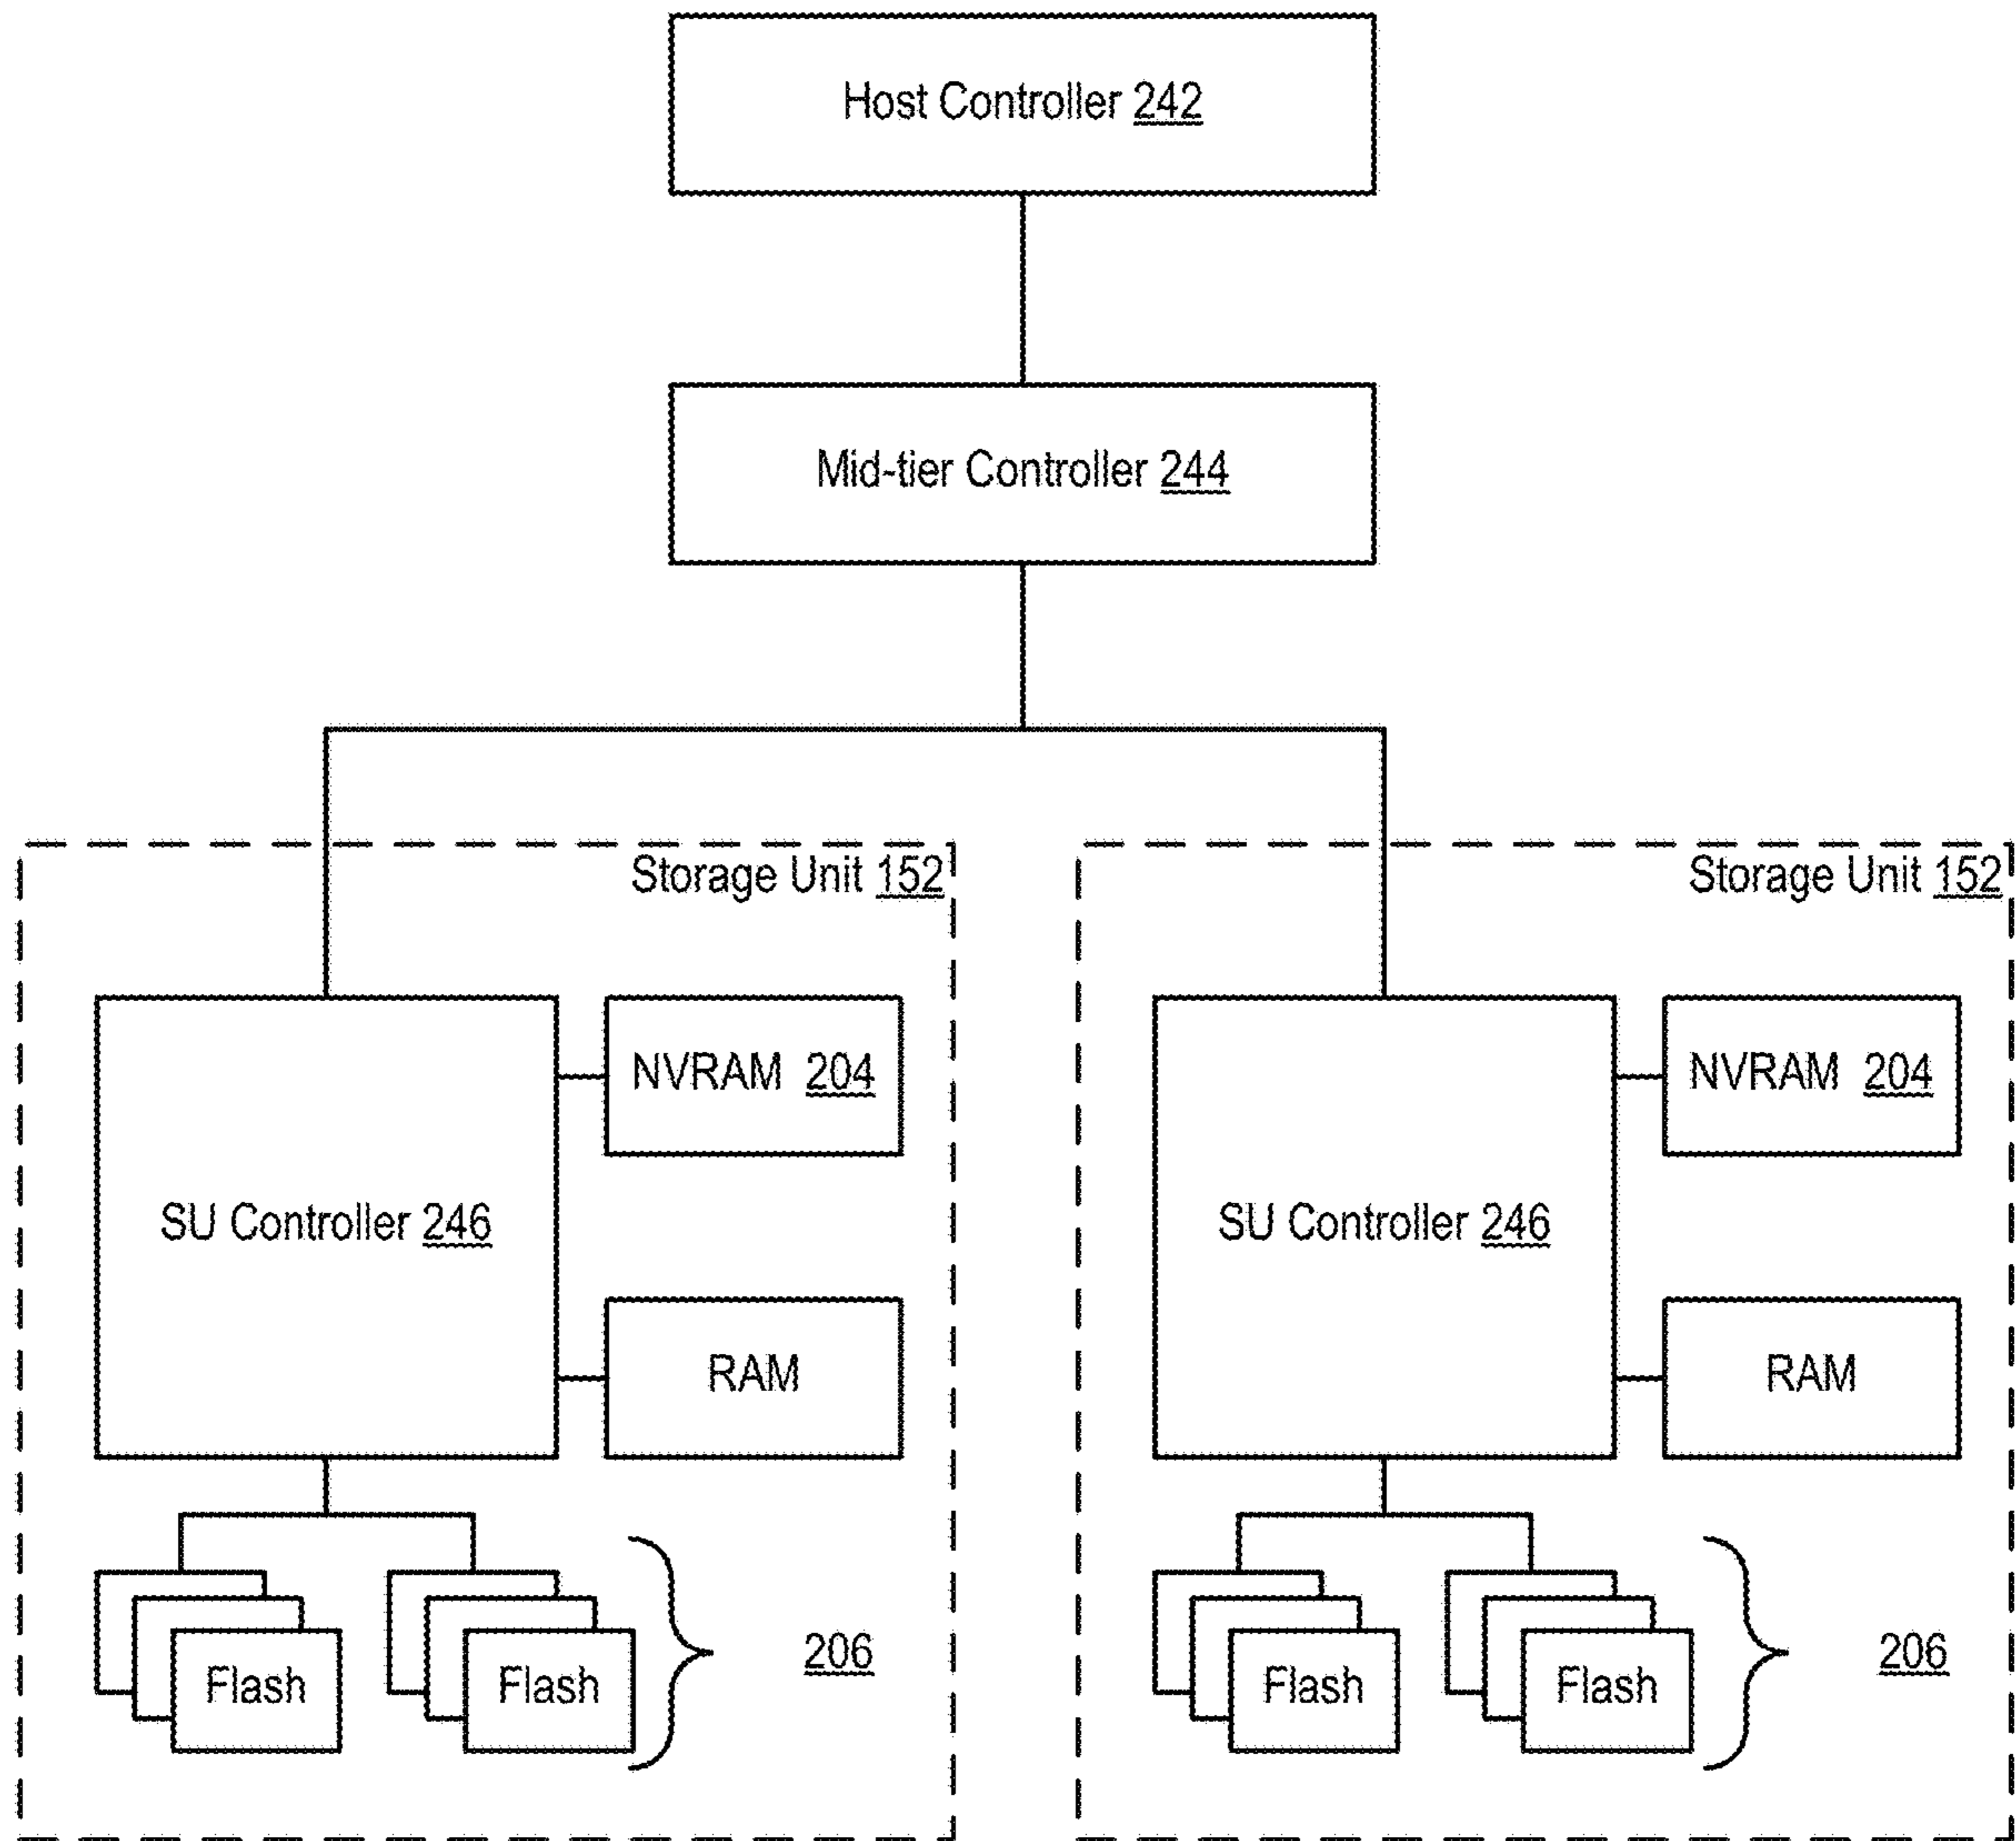 Host Controller 242
Mid-tier Controller 244
Storage Unit 152
NVRAM 204
SU Controller 246
RAM
Flash
Flash
206
Storage Unit 152
NVRAM 204
SU Controller 246
RAM
Flash
Flash
206